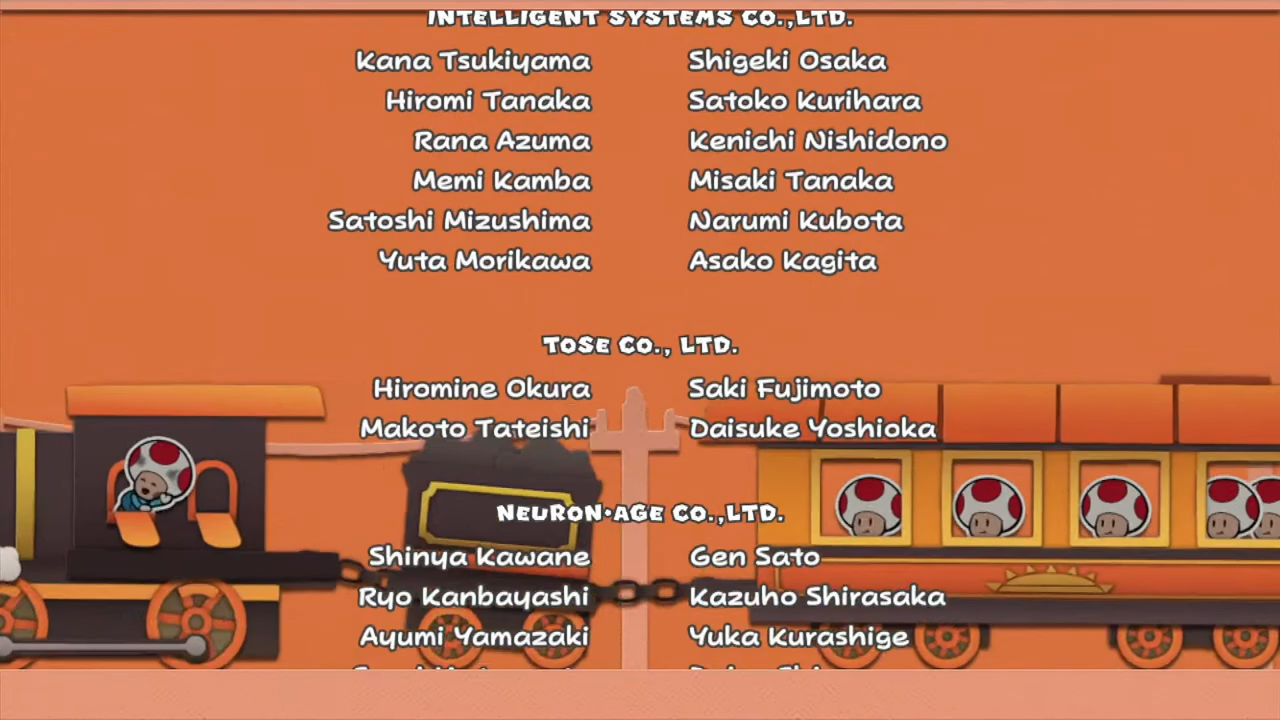 INTELLIGENT SYSTEMS CO.,LTD.
Kana Tsukiyama Shigeki Osaka
Hiromi Tanaka Satoko Kurihara
Rana Azuma Kenichi Nishidono
Memi Kamba Misaki Tanaka
Satoshi Mizushima Narumi Kubota
Yuta Morikawa Asako Kagita
TOSE CO., LTD.
Hiromine Okura Saki Fujimoto
Makoto Tateishi Daisuke Yoshioka
NEURON•AGE CO.,LTD.
Shinya Kawane Gen Sato
Ryo Kanbayashi Kazuho Shirasaka
Ayumi Yamazaki Yuka Kurashige